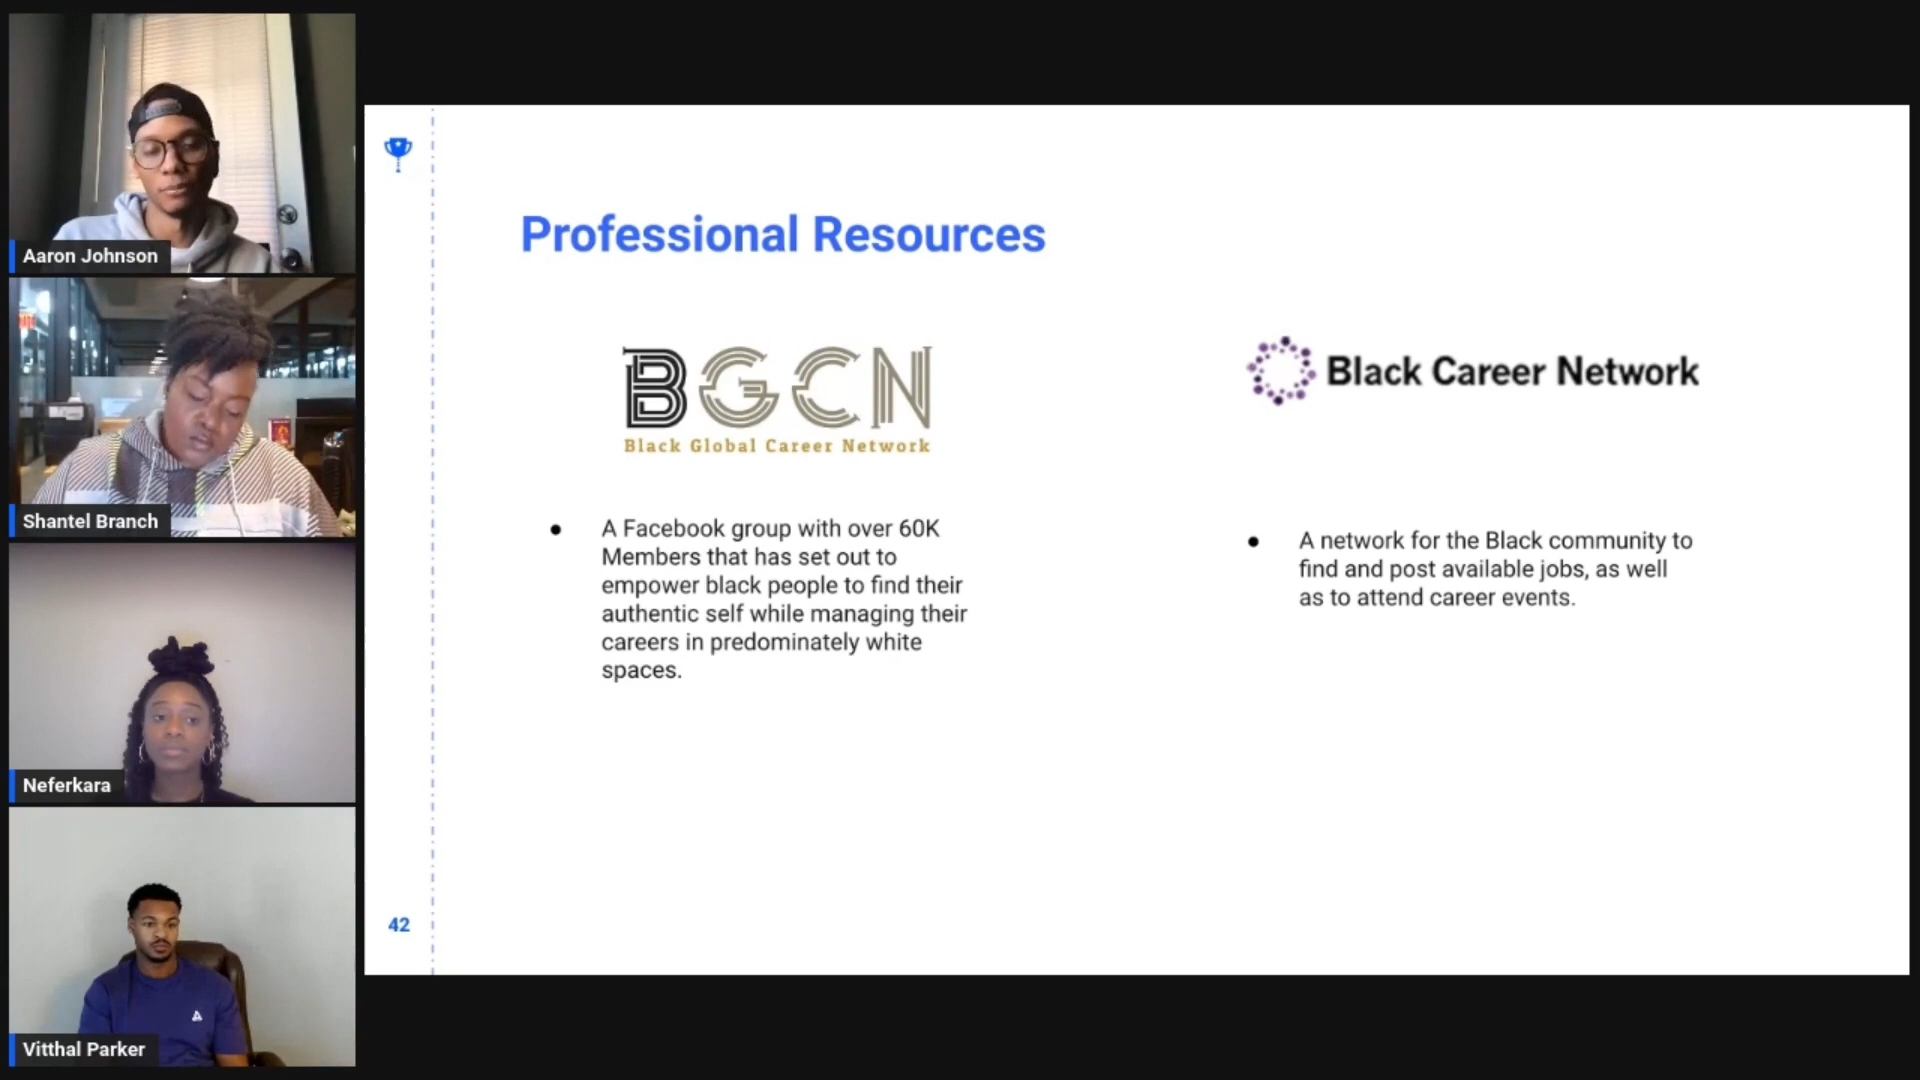 Aaron Johnson
Shantel Branch
Neferkara
Vitthal Parker
Professional Resources
BGCN
Black Global Career Network
● A Facebook group with over 60K
Members that has set out to
empower black people to find their
authentic self while managing their
careers in predominately white
spaces.
Black Career Network
● A network for the Black community to
find and post available jobs, as well
as to attend career events.
42